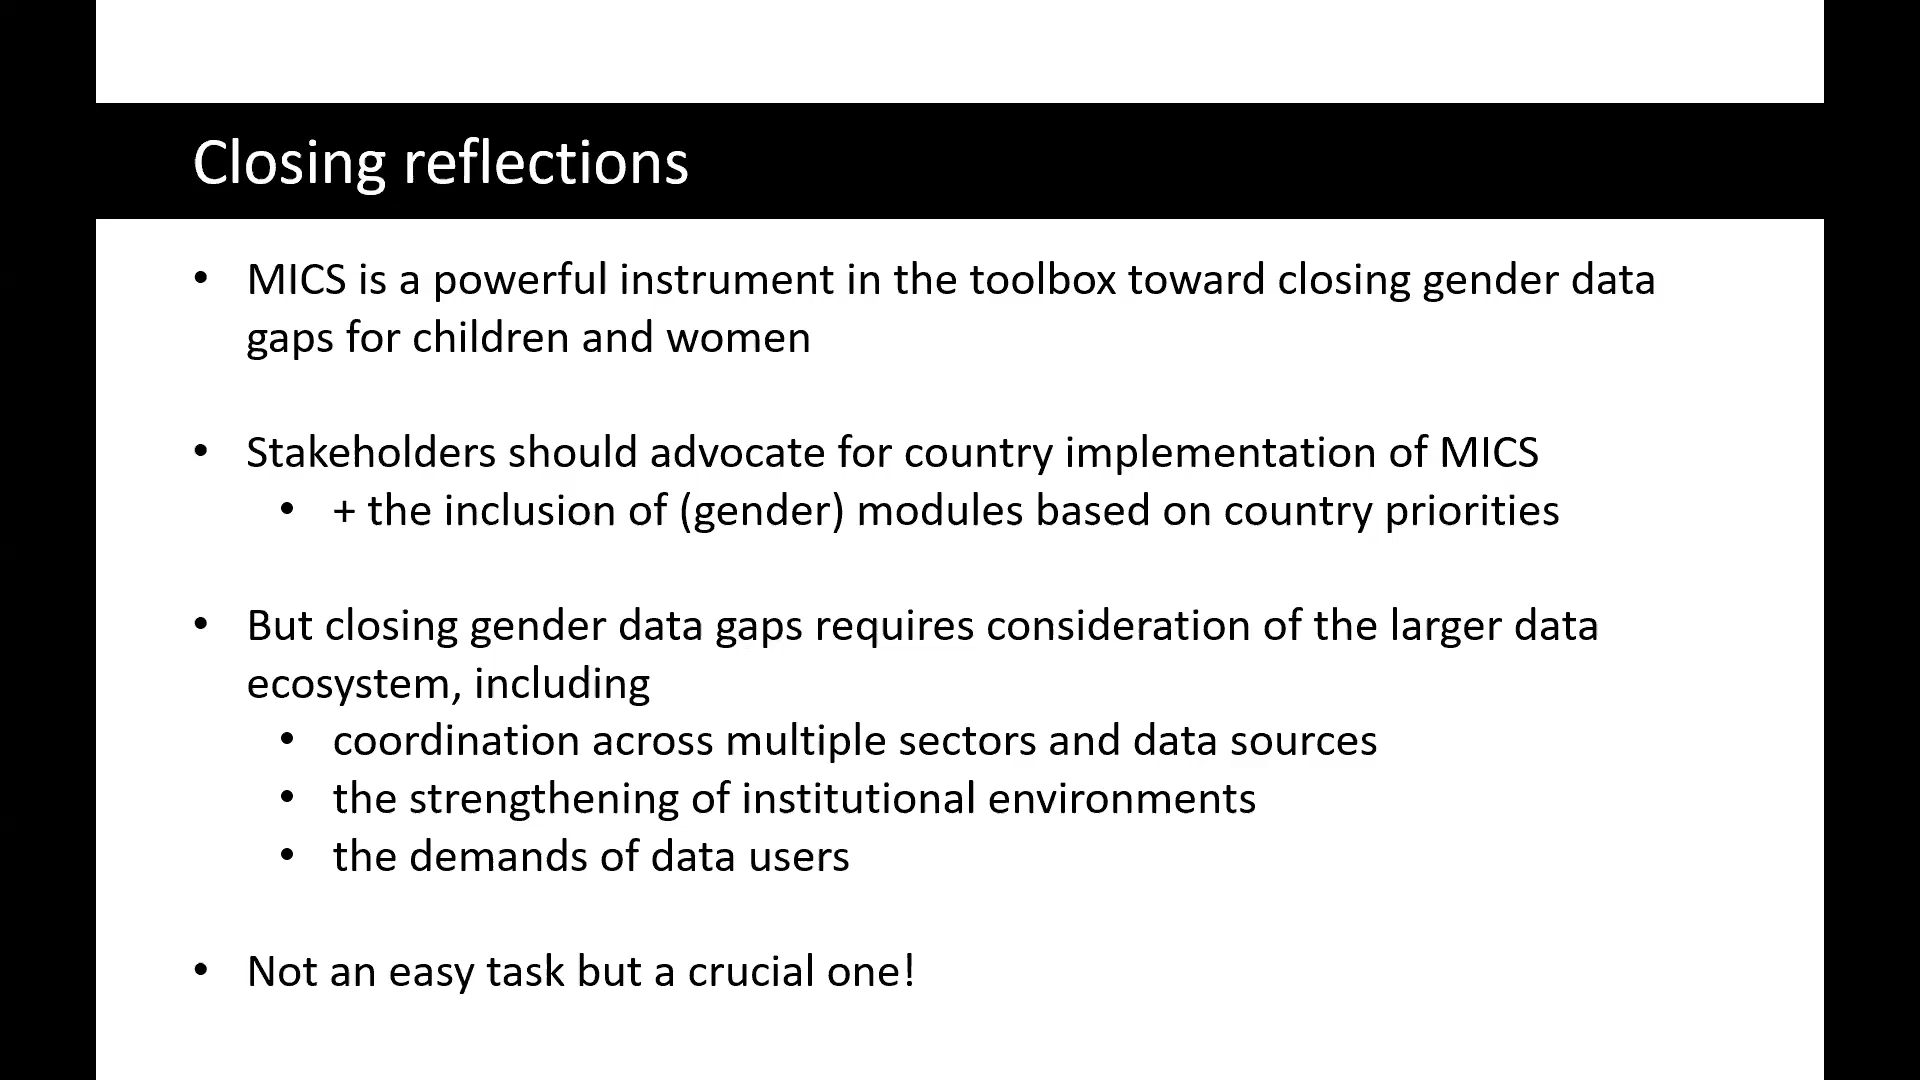 Closing reflections
• MICS is a powerful instrument in the toolbox toward closing gender data
gaps for children and women
• Stakeholders should advocate for country implementation of MICS
• + the inclusion of (gender) modules based on country priorities
• But closing gender data gaps requires consideration of the larger data
ecosystem, including
• coordination across multiple sectors and data sources
• the strengthening of institutional environments
• the demands of data users
• Not an easy task but a crucial one!